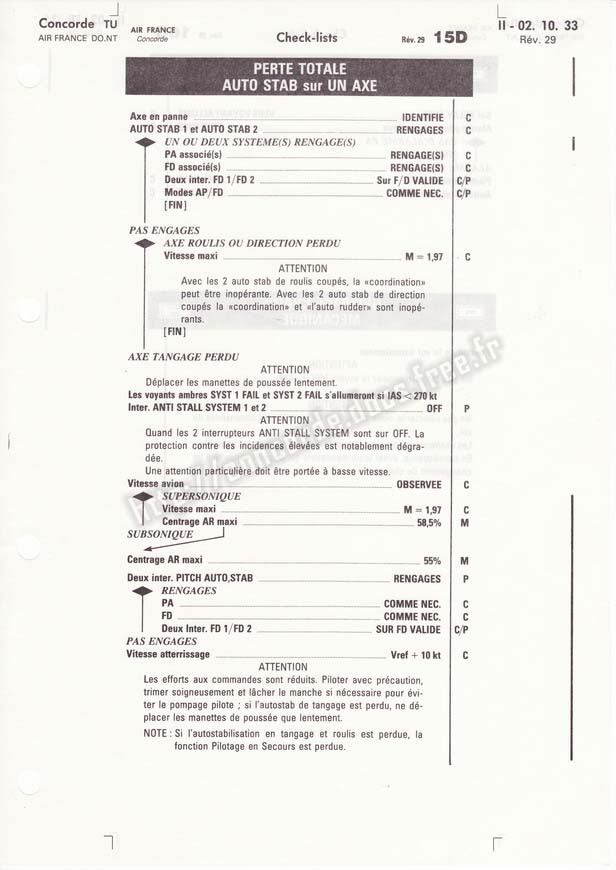 Concorde TU
AIR FRANCE DO.NT
AIR FRANCE
Concorde
Check-lists
Rév. 29 15D
II - 02. 10. 33
Rév. 29
PERTE TOTALE
AUTO STAB sur UN AXE
Axe en panne IDENTIFIE C
AUTO STAB 1 et AUTO STAB 2 RENGAGES C
UN OU DEUX SYSTEME(S) RENGAGE(S)
PA associé(s) RENGAGE(S) C
FD associé(s) RENGAGE(S) C
Deux inter. FD 1/FD 2 Sur F/D VALIDE C/P
Modes AP/FD COMME NEC. C/P
[FIN]
PAS ENGAGES
AXE ROULIS OU DIRECTION PERDU
Vitesse maxi M = 1,97 C
ATTENTION
Avec les 2 auto stab de roulis coupés, la «coordination»
peut être inopérante. Avec les 2 auto stab de direction
coupés la «coordination» et «l'auto rudder» sont inopé-
rants.
[FIN]
AXE TANGAGE PERDU
ATTENTION
Déplacer les manettes de poussée lentement.
Les voyants ambres SYST 1 FAIL et SYST 2 FAIL s'allumeront si IAS < 270 kt
Inter. ANTI STALL SYSTEM 1 et 2 OFF P
ATTENTION
Quand les 2 interrupteurs ANTI STALL SYSTEM sont sur OFF. La
protection contre les incidences élevées est notablement dégra-
dée.
Une attention particulière doit être portée à basse vitesse.
Vitesse avion OBSERVEE C
SUPERSONIQUE
Vitesse maxi M = 1,97 C
Centrage AR maxi 58,5% M
SUBSONIQUE
Centrage AR maxi 55% M
Deux inter. PITCH AUTO,STAB RENGAGES P
RENGAGES
PA COMME NEC. C
FD COMME NEC. C
Deux Inter. FD 1/FD 2 SUR FD VALIDE C/P
PAS ENGAGES
Vitesse atterrissage Vref + 10 kt C
ATTENTION
Les efforts aux commandes sont réduits. Piloter avec précaution,
trimer soigneusement et lâcher le manche si nécessaire pour évi-
ter le pompage pilote ; si l'autostab de tangage est perdu, ne dé-
placer les manettes de poussée que lentement.
NOTE : Si l'autostabilisation en tangage et roulis est perdue, la
fonction Pilotage en Secours est perdue.